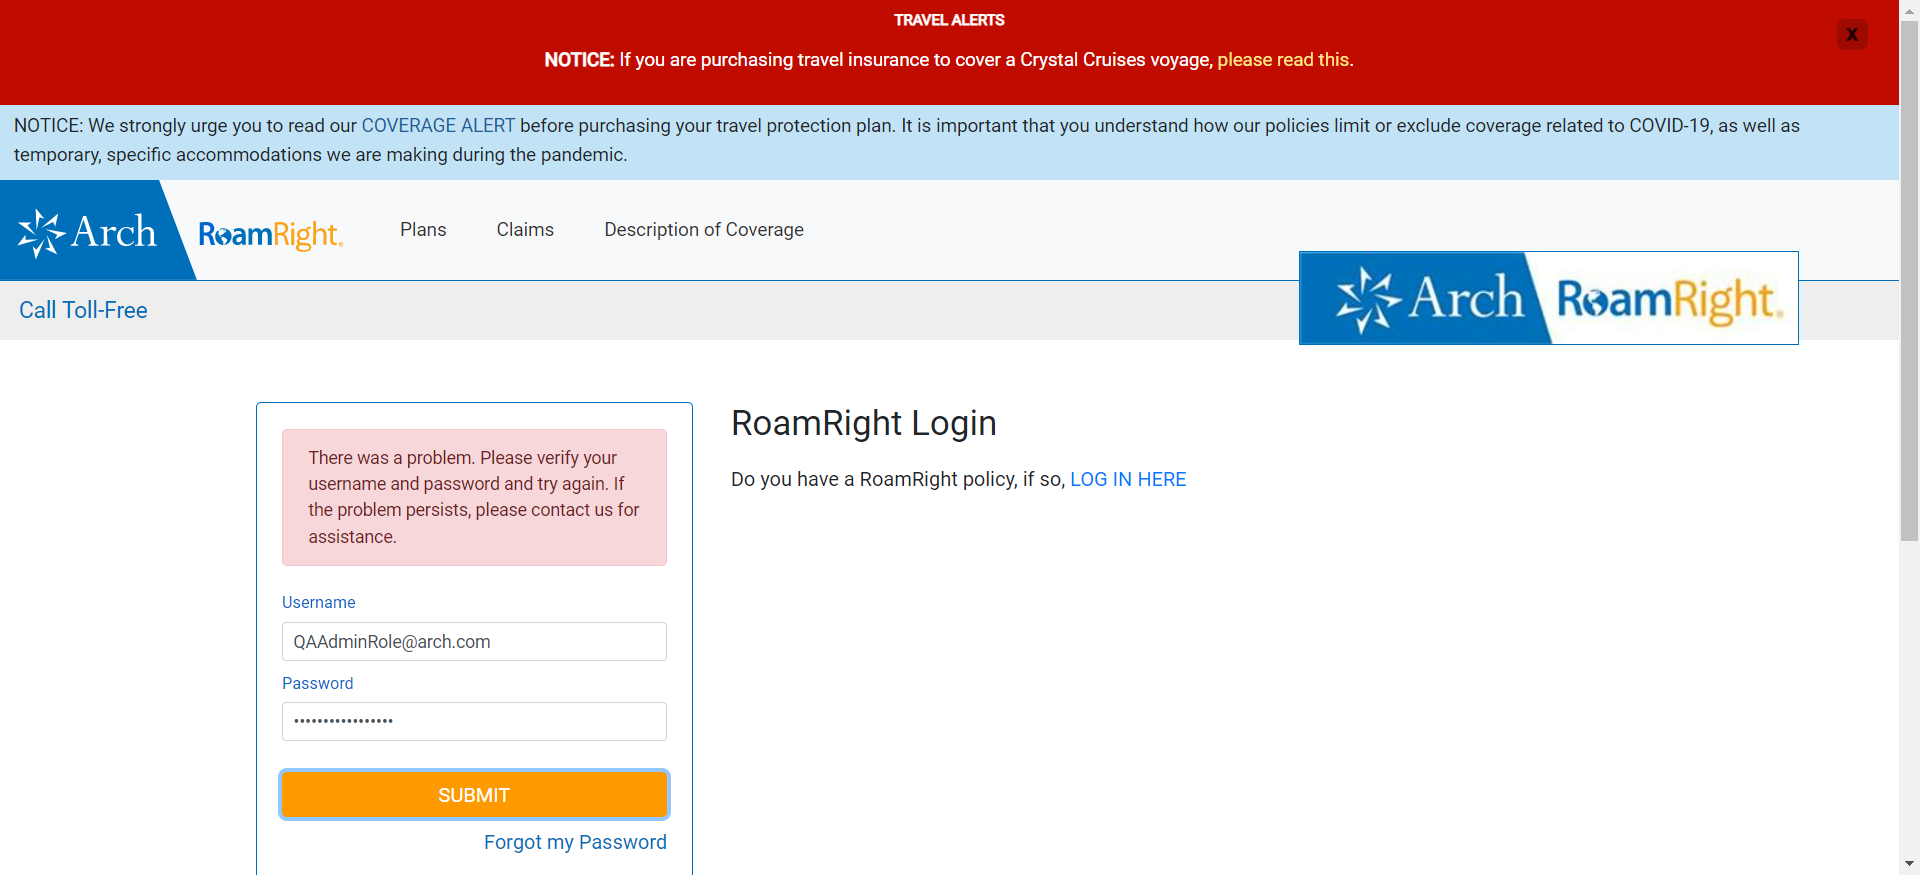 TRAVEL ALERTS
X
NOTICE: If you are purchasing travel insurance to cover a Crystal Cruises voyage, please read this.
NOTICE: We strongly urge you to read our COVERAGE ALERT before purchasing your travel protection plan. It is important that you understand how our policies limit or exclude coverage related to COVID-19, as well as
temporary, specific accommodations we are making during the pandemic.
Arch RoamRight. Plans Claims Description of Coverage
Arch RoamRight.
Call Toll-Free
There was a problem. Please verify your
username and password and try again. If
the problem persists, please contact us for
assistance.
Username
QAAdminRole@arch.com
Password
•••••••••••••••••
SUBMIT
Forgot my Password
RoamRight Login
Do you have a RoamRight policy, if so, LOG IN HERE